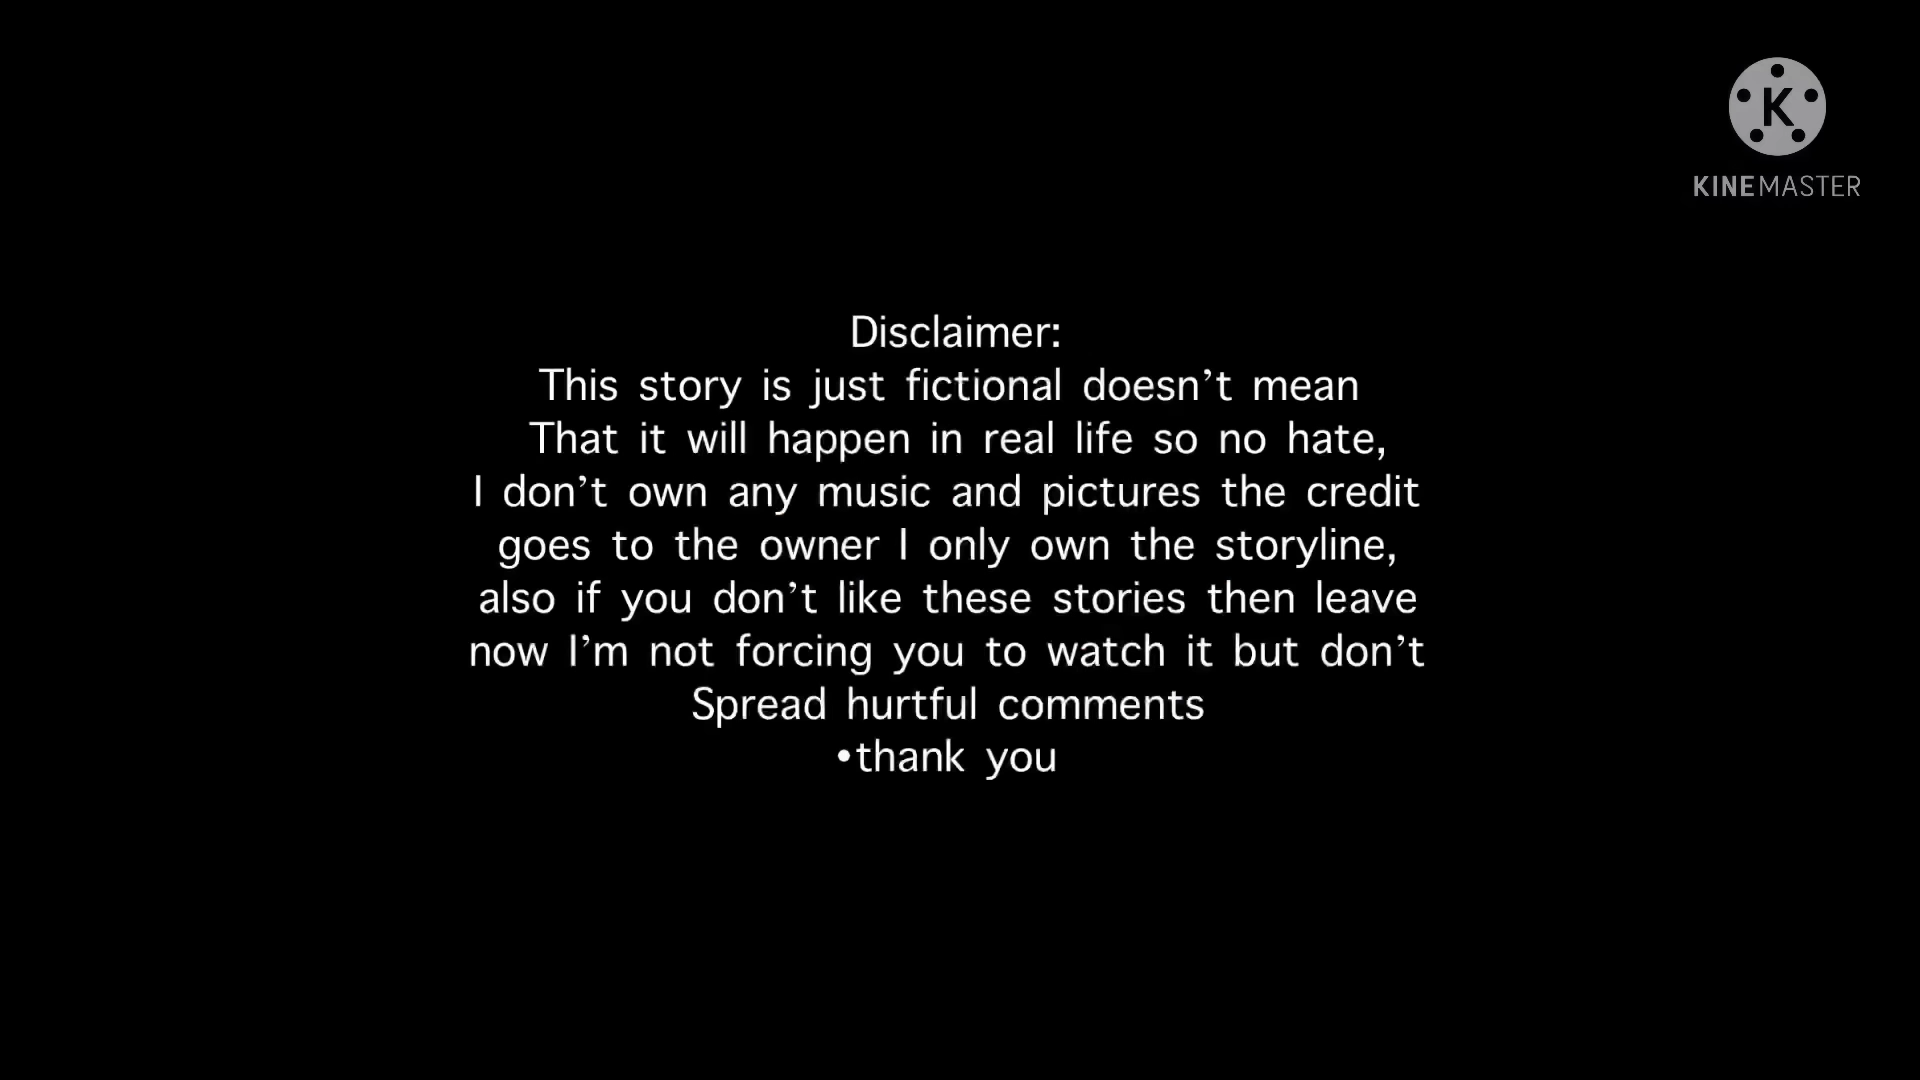 K
KINEMASTER
Disclaimer:
This story is just fictional doesn’t mean
That it will happen in real life so no hate,
I don’t own any music and pictures the credit
goes to the owner I only own the storyline,
also if you don’t like these stories then leave
now I’m not forcing you to watch it but don’t
Spread hurtful comments
•thank you